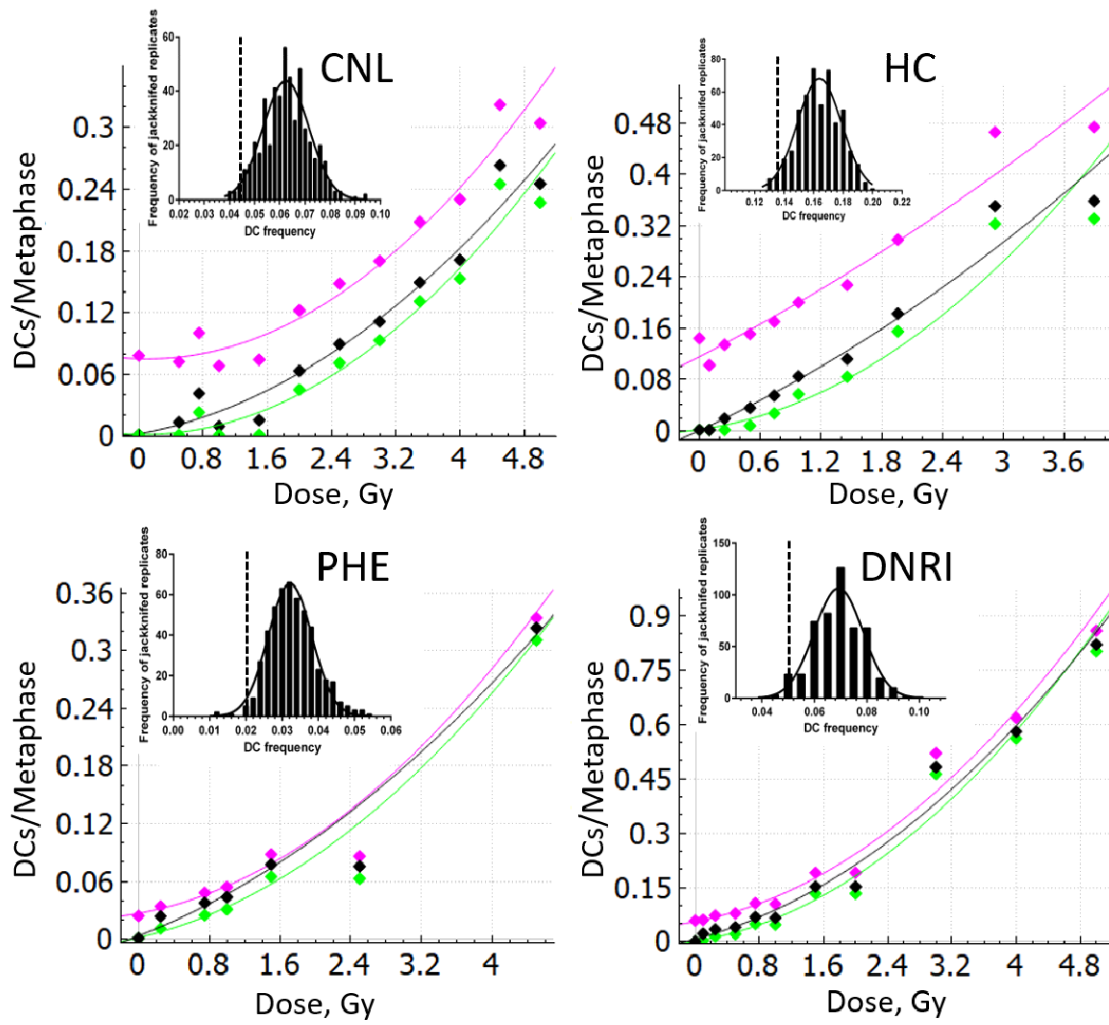 CNL
Frequency of jackknifed replicates
60
40
20
0
0.02 0.03 0.04 0.05 0.06 0.07 0.08 0.09 0.10
DC frequency
DCs/Metaphase
0.3
0.24
0.18
0.12
0.06
0
0 0.8 1.6 2.4 3.2 4 4.8
Dose, Gy
HC
Frequency of jackknifed replicates
80
60
40
20
0
0.10 0.13 0.14 0.16 0.17 0.18 0.20 0.22
DC frequency
DCs/Metaphase
0.48
0.4
0.32
0.24
0.16
0.08
0
0 0.6 1.2 1.8 2.4 3 3.6
Dose, Gy
PHE
Frequency of jackknifed replicates
80
60
40
20
0
0.00 0.01 0.02 0.03 0.04 0.05 0.06
DC frequency
DCs/Metaphase
0.36
0.3
0.24
0.18
0.12
0.06
0
0 0.8 1.6 2.4 3.2 4
Dose, Gy
DNRI
Frequency of jackknifed replicates
150
100
50
0
0.04 0.06 0.08 0.10
DC frequency
DCs/Metaphase
0.9
0.75
0.6
0.45
0.3
0.15
0
0 0.8 1.6 2.4 3.2 4 4.8
Dose, Gy